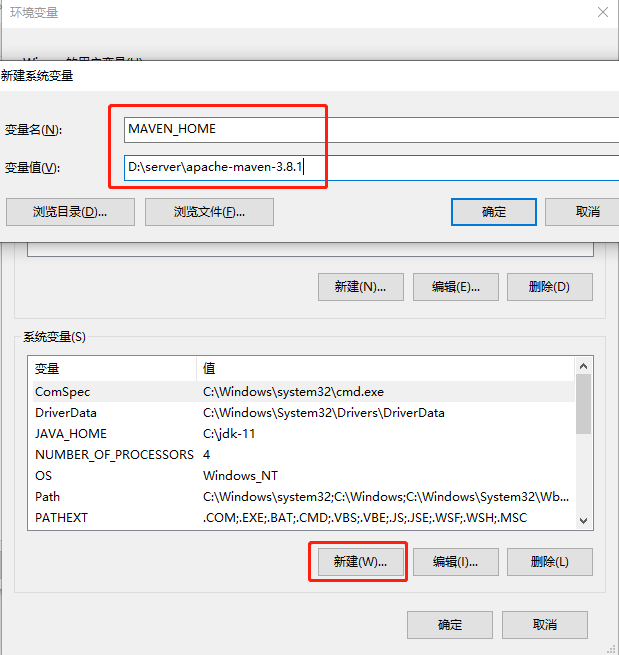 环境变量
新建系统变量
变量名(N):
MAVEN_HOME
变量值(V):
D:\server\apache-maven-3.8.1
浏览目录(D)...
浏览文件(F)...
确定
取消
新建(N)...
编辑(E)...
删除(D)
系统变量(S)
变量 值
ComSpec C:\Windows\system32\cmd.exe
DriverData C:\Windows\System32\Drivers\DriverData
JAVA_HOME C:\jdk-11
NUMBER_OF_PROCESSORS 4
OS Windows_NT
Path C:\Windows\system32;C:\Windows;C:\Windows\System32\Wb...
PATHEXT .COM;.EXE;.BAT;.CMD;.VBS;.VBE;.JS;.JSE;.WSF;.WSH;.MSC
新建(W)...
编辑(I)...
删除(L)
确定
取消